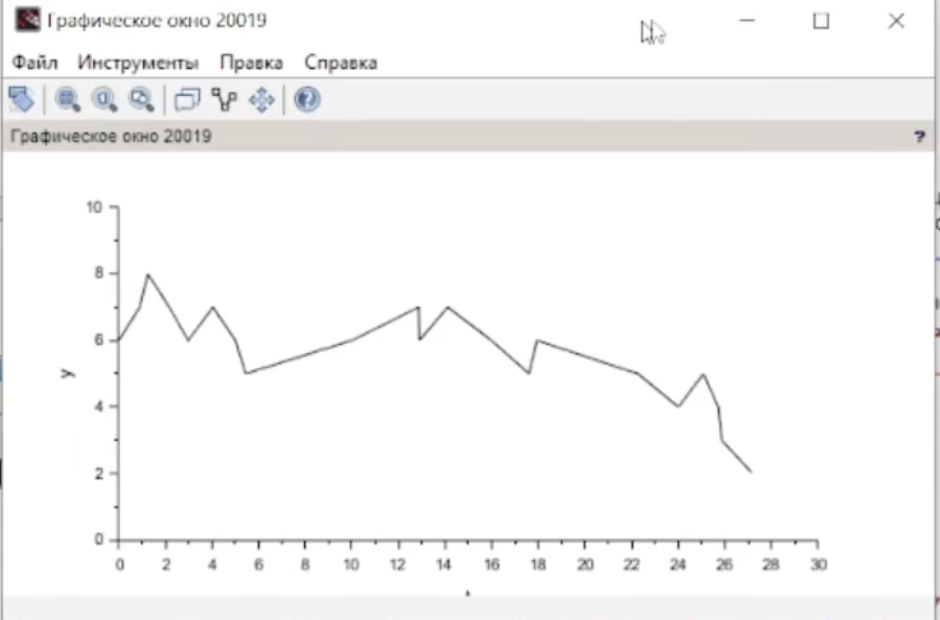 Графическое окно 20019
Файл Инструменты Правка Справка
Графическое окно 20019 ?
10
8
6
y
4
2
0
0 2 4 6 8 10 12 14 16 18 20 22 24 26 28 30